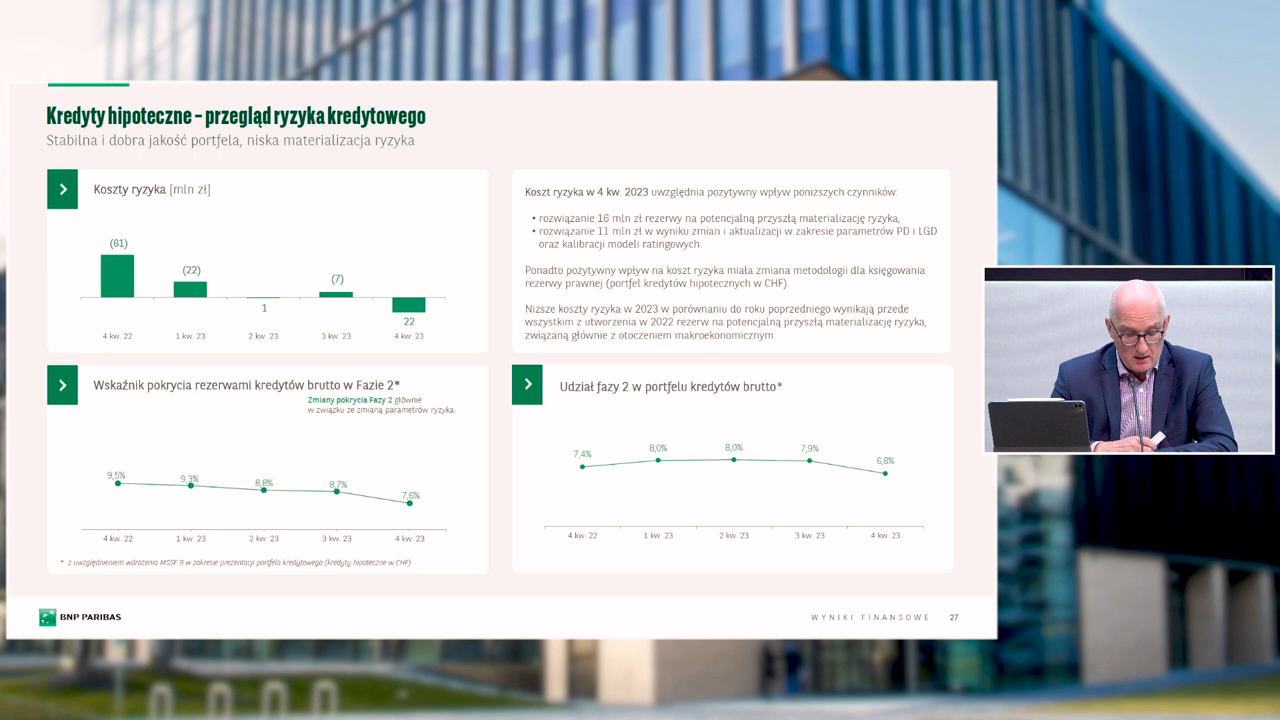 Kredyty hipoteczne – przegląd ryzyka kredytowego
Stabilna i dobra jakość portfela, niska materializacja ryzyka
Koszty ryzyka [mln zł]
(61)
(22)
1
(7)
22
4 kw. 22
1 kw. 23
2 kw. 23
3 kw. 23
4 kw. 23
Koszt ryzyka w 4 kw. 2023 uwzględnia pozytywny wpływ poniższych czynników:
• rozwiązanie 16 mln zł rezerwy na potencjalną przyszłą materializację ryzyka,
• rozwiązanie 11 mln zł w wyniku zmian i aktualizacji w zakresie parametrów PD i LGD
oraz kalibracji modeli ratingowych.
Ponadto pozytywny wpływ na koszt ryzyka miała zmiana metodologii dla księgowania
rezerwy prawnej (portfel kredytów hipotecznych w CHF).
Niższe koszty ryzyka w 2023 w porównaniu do roku poprzedniego wynikają przede
wszystkim z utworzenia w 2022 rezerw na potencjalną przyszłą materializację ryzyka,
związaną głównie z otoczeniem makroekonomicznym.
Wskaźnik pokrycia rezerwami kredytów brutto w Fazie 2*
Zmiany pokrycia Fazy 2 głównie
w związku ze zmianą parametrów ryzyka.
9,5%
9,3%
8,8%
8,7%
7,6%
4 kw. 22
1 kw. 23
2 kw. 23
3 kw. 23
4 kw. 23
* z uwzględnieniem wdrożenia MSSF 9 w zakresie prezentacji portfela kredytowego (kredyty hipoteczne w CHF)
Udział fazy 2 w portfelu kredytów brutto*
7,4%
8,0%
8,0%
7,9%
6,8%
4 kw. 22
1 kw. 23
2 kw. 23
3 kw. 23
4 kw. 23
BNP PARIBAS
WYNIKI FINANSOWE 27